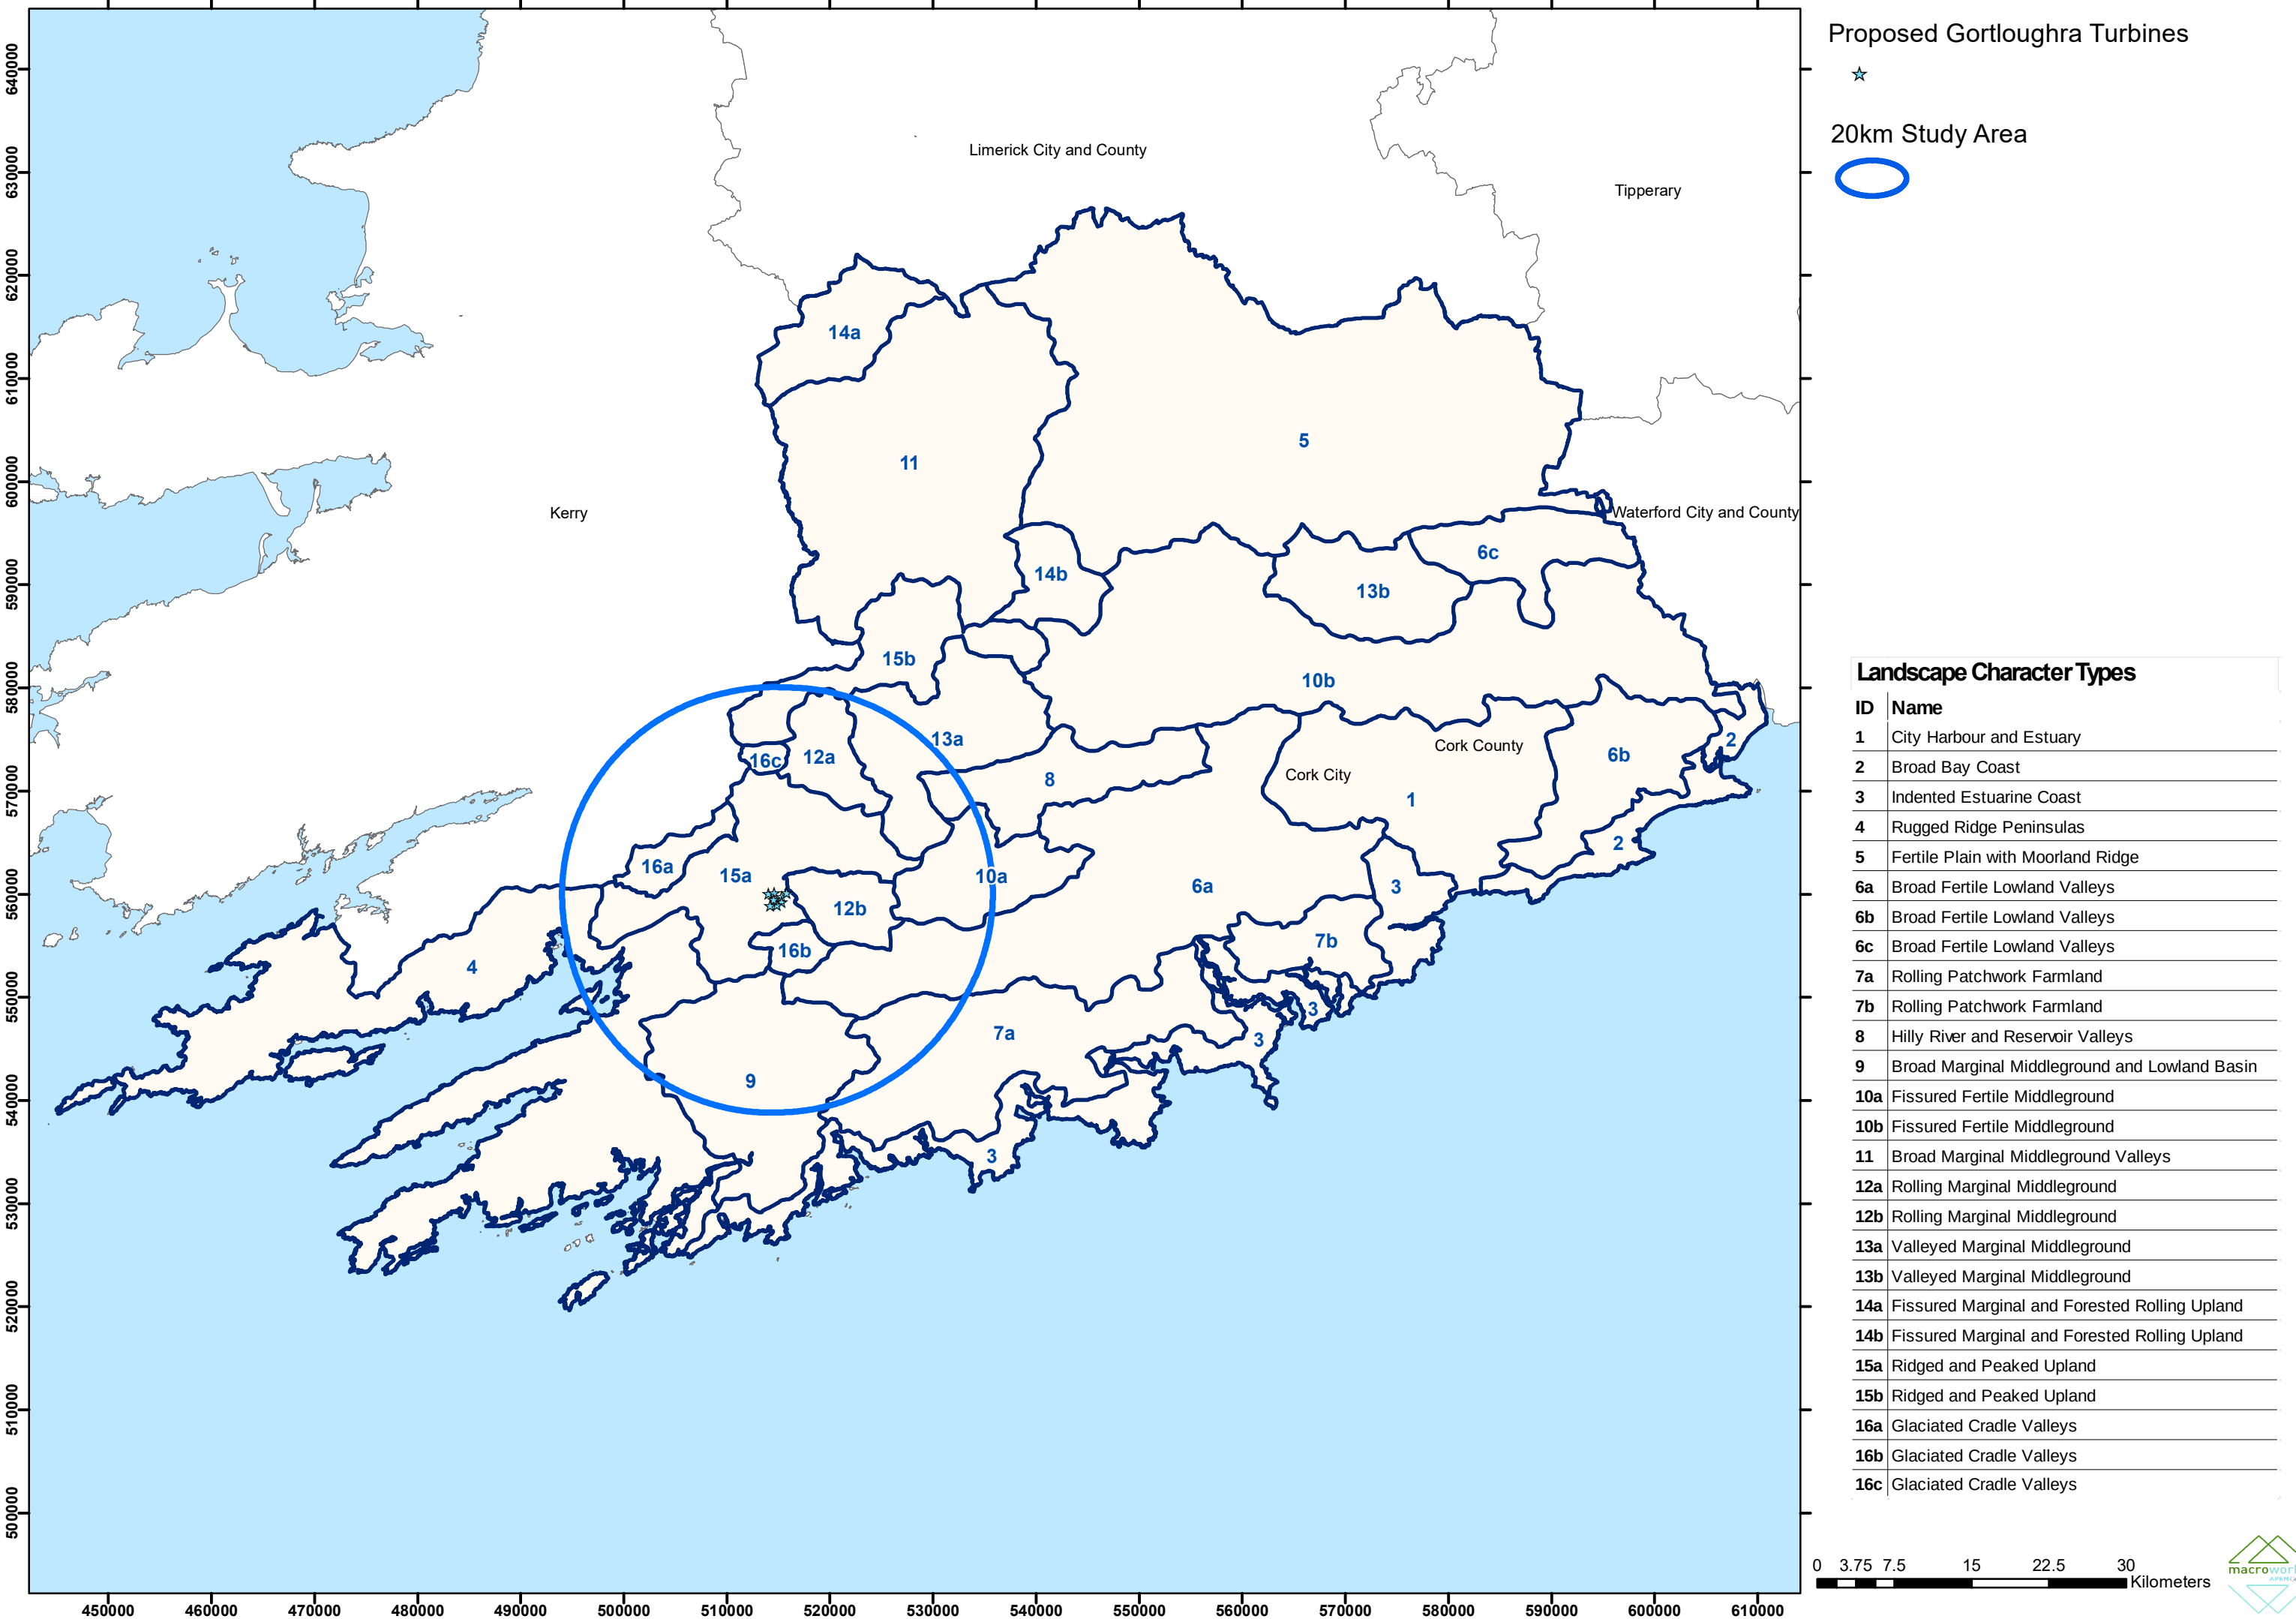 Proposed Gortloughra Turbines
20km Study Area
640000
630000
620000
610000
600000
590000
580000
570000
560000
550000
540000
530000
520000
510000
500000
Limerick City and County
Tipperary
14a
5
11
Kerry
Waterford City and County
6c
14b
13b
15b
10b
13a
2
Cork County
6b
12a
16c
Cork City
8
1
2
16a
15a
10a
6a
3
12b
7b
16b
4
3
7a
3
9
3
450000 460000 470000 480000 490000 500000 510000 520000 530000 540000 550000 560000 570000 580000 590000 600000 610000
Landscape Character Types
ID Name
1 City Harbour and Estuary
2 Broad Bay Coast
3 Indented Estuarine Coast
4 Rugged Ridge Peninsulas
5 Fertile Plain with Moorland Ridge
6a Broad Fertile Lowland Valleys
6b Broad Fertile Lowland Valleys
6c Broad Fertile Lowland Valleys
7a Rolling Patchwork Farmland
7b Rolling Patchwork Farmland
8 Hilly River and Reservoir Valleys
9 Broad Marginal Middleground and Lowland Basin
10a Fissured Fertile Middleground
10b Fissured Fertile Middleground
11 Broad Marginal Middleground Valleys
12a Rolling Marginal Middleground
12b Rolling Marginal Middleground
13a Valleyed Marginal Middleground
13b Valleyed Marginal Middleground
14a Fissured Marginal and Forested Rolling Upland
14b Fissured Marginal and Forested Rolling Upland
15a Ridged and Peaked Upland
15b Ridged and Peaked Upland
16a Glaciated Cradle Valleys
16b Glaciated Cradle Valleys
16c Glaciated Cradle Valleys
0 3.75 7.5 15 22.5 30
Kilometers